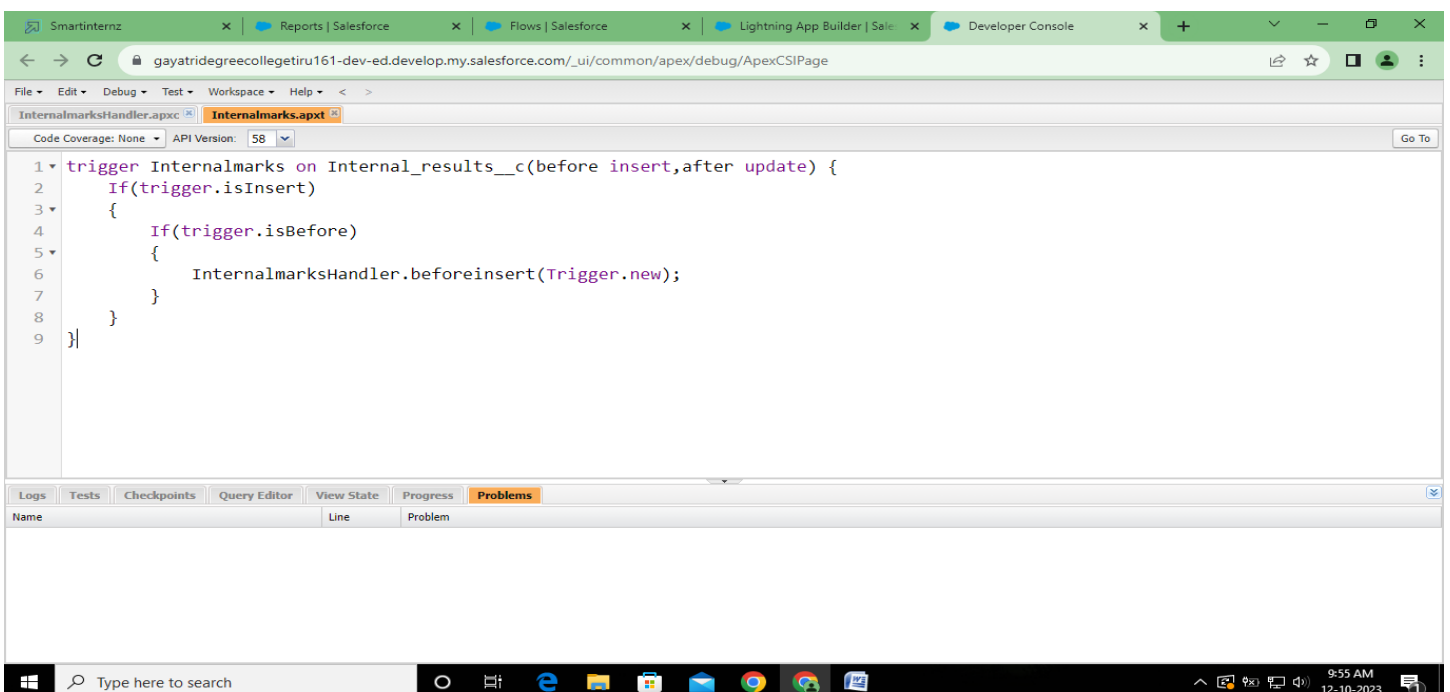 Smartinternz Reports | Salesforce Flows | Salesforce Lightning App Builder | Sale Developer Console
gayatridegreecollegetiru161-dev-ed.develop.my.salesforce.com/_ui/common/apex/debug/ApexCSIPage
File Edit Debug Test Workspace Help < >
InternalmarksHandler.apxc Internalmarks.apxt
Code Coverage: None API Version: 58 Go To
1 trigger Internalmarks on Internal_results__c(before insert,after update) {
2 If(trigger.isInsert)
3 {
4 If(trigger.isBefore)
5 {
6 InternalmarksHandler.beforeinsert(Trigger.new);
7 }
8 }
9 }
Logs Tests Checkpoints Query Editor View State Progress Problems
Name Line Problem
Type here to search
9:55 AM
12-10-2023